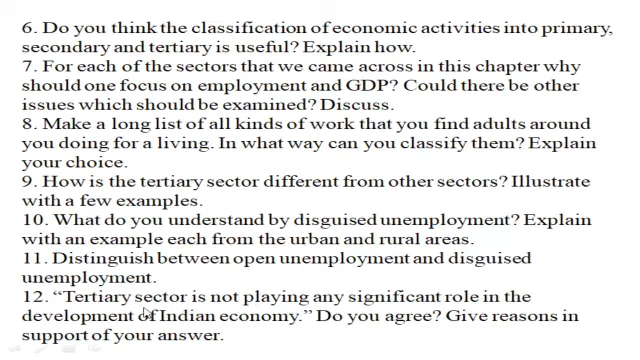 6. Do you think the classification of economic activities into primary,
secondary and tertiary is useful? Explain how.
7. For each of the sectors that we came across in this chapter why
should one focus on employment and GDP? Could there be other
issues which should be examined? Discuss.
8. Make a long list of all kinds of work that you find adults around
you doing for a living. In what way can you classify them? Explain
your choice.
9. How is the tertiary sector different from other sectors? Illustrate
with a few examples.
10. What do you understand by disguised unemployment? Explain
with an example each from the urban and rural areas.
11. Distinguish between open unemployment and disguised
unemployment.
12. “Tertiary sector is not playing any significant role in the
development of Indian economy.” Do you agree? Give reasons in
support of your answer.